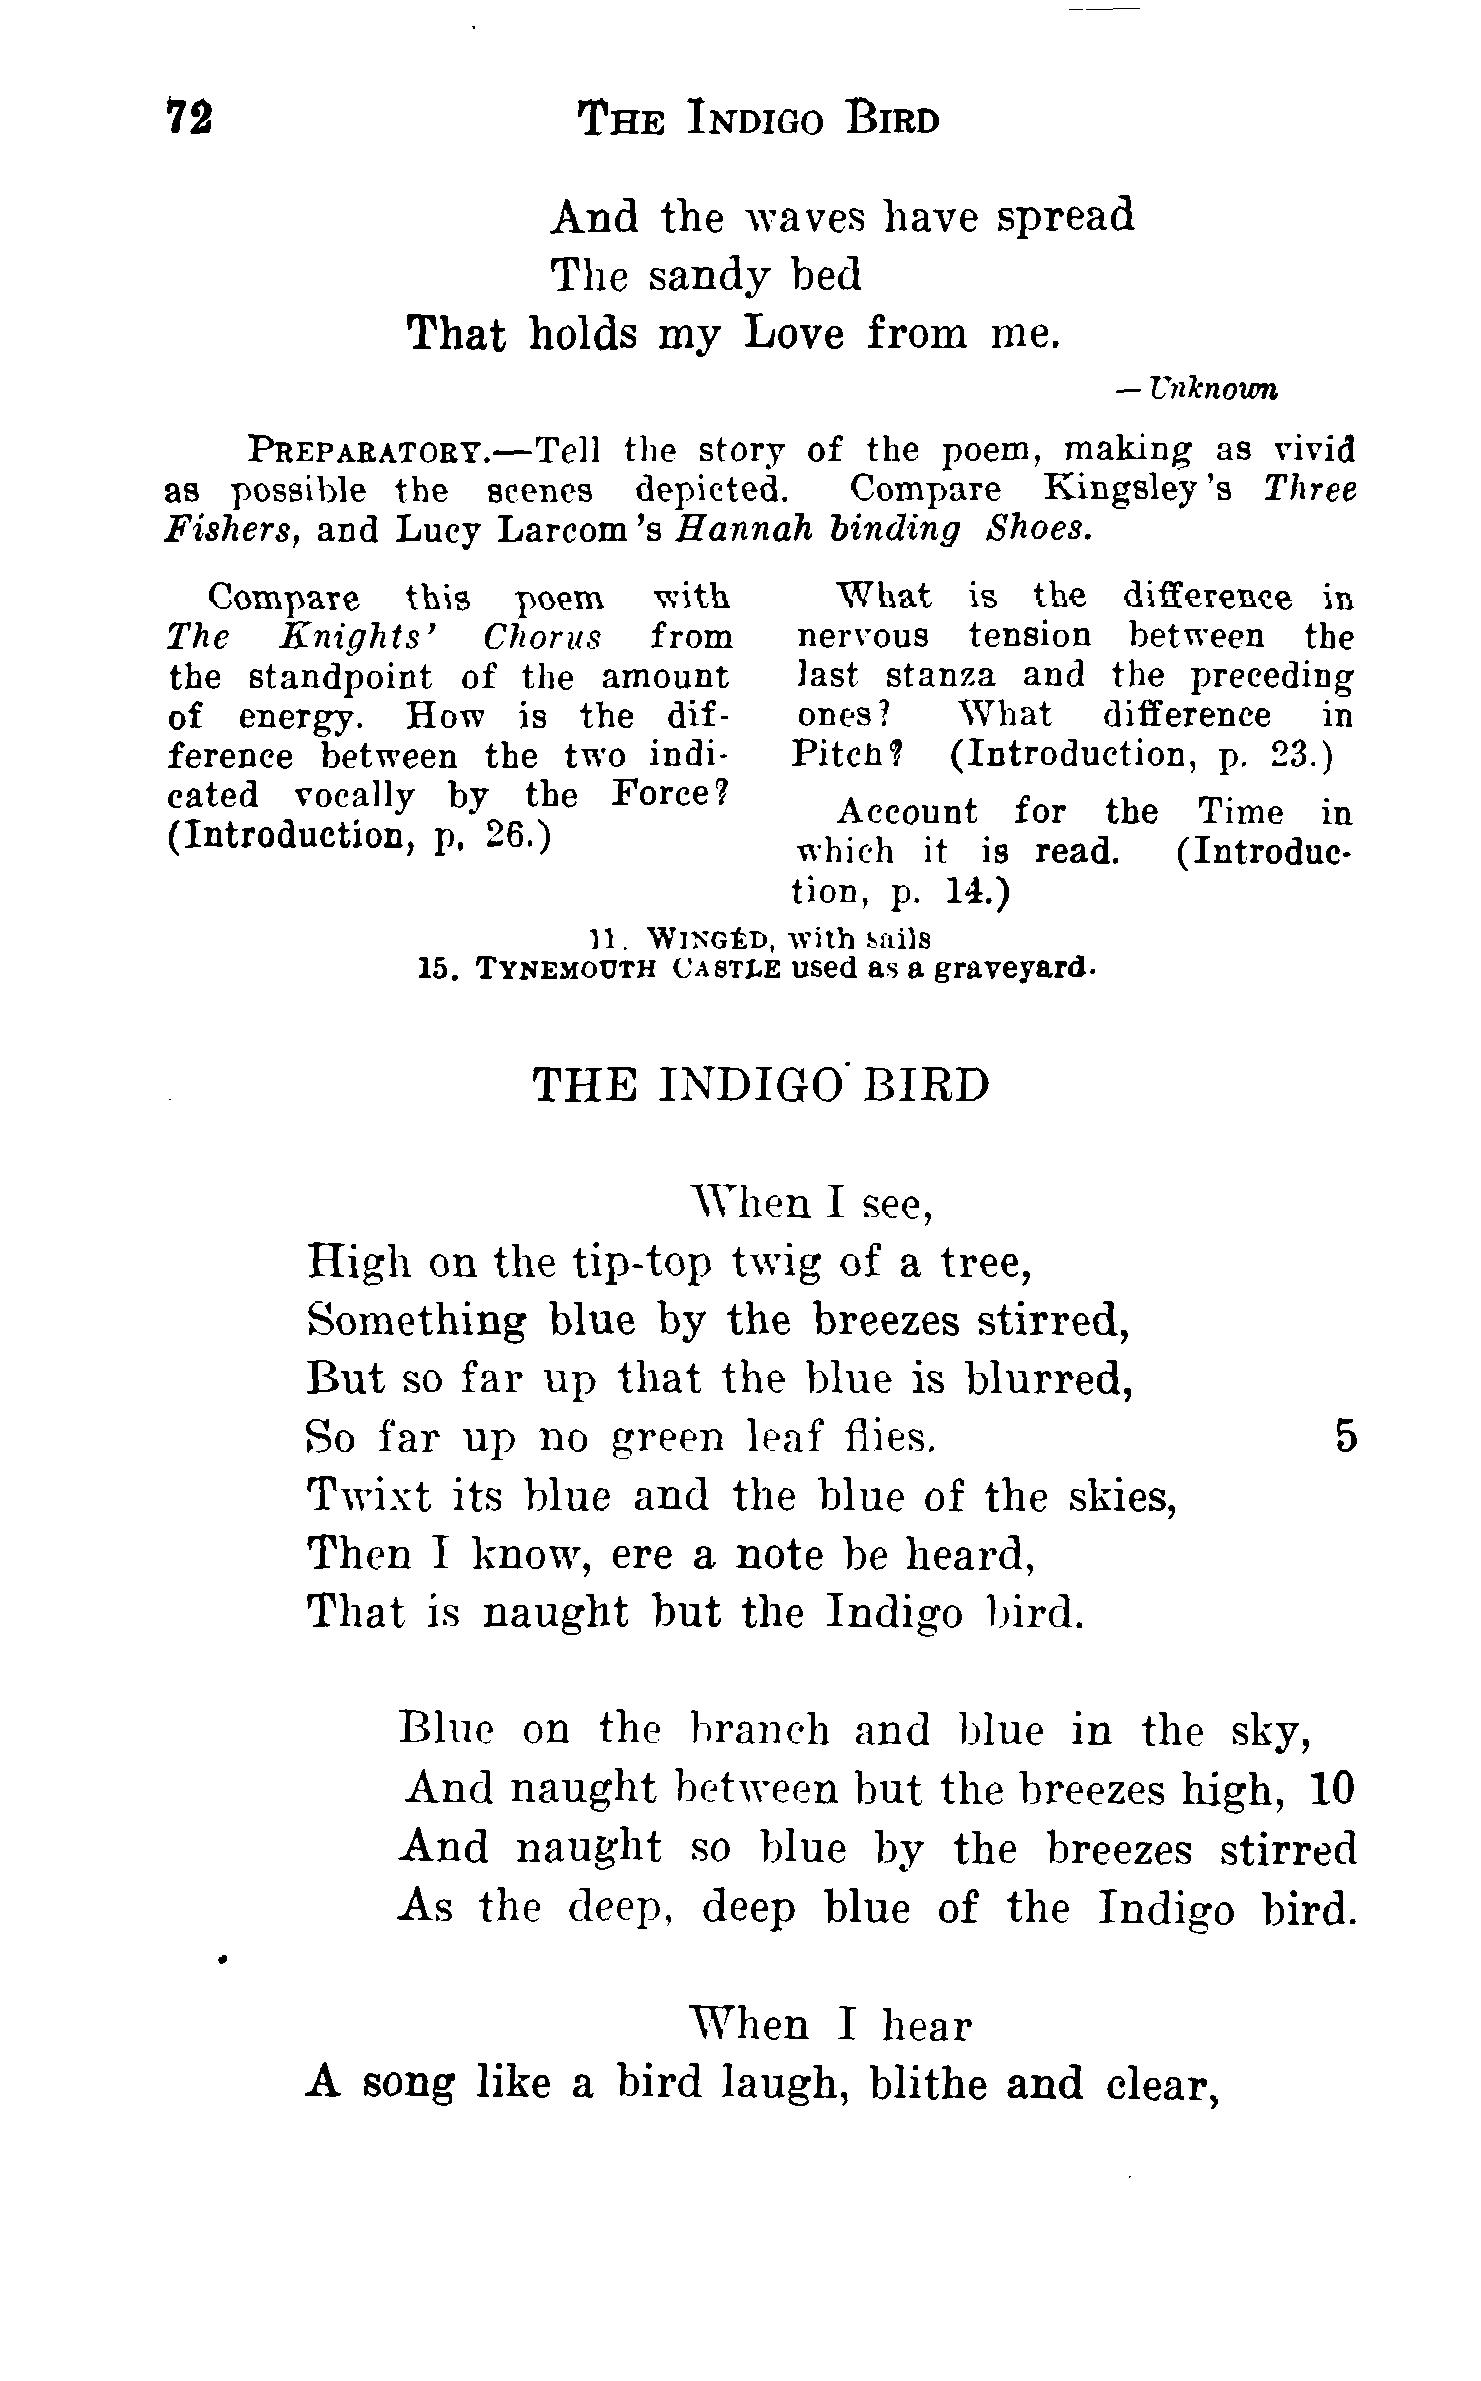 72 THE INDIGO BIRD
And the waves have spread
The sandy bed
That holds my Love from me.
— Unknown
PREPARATORY.—Tell the story of the poem, making as vivid
as possible the scenes depicted. Compare Kingsley's Three
Fishers, and Lucy Larcom's Hannah binding Shoes.
Compare this poem with
The Knights' Chorus from
the standpoint of the amount
of energy. How is the dif-
ference between the two indi-
cated vocally by the Force?
(Introduction, p. 26.)
What is the difference in
nervous tension between the
last stanza and the preceding
ones? What difference in
Pitch? (Introduction, p. 23.)
Account for the Time in
which it is read. (Introduc-
tion, p. 14.)
11. WINGÉD, with sails
15. TYNEMOUTH CASTLE used as a graveyard.
THE INDIGO BIRD
When I see,
High on the tip-top twig of a tree,
Something blue by the breezes stirred,
But so far up that the blue is blurred,
So far up no green leaf flies. 5
Twixt its blue and the blue of the skies,
Then I know, ere a note be heard,
That is naught but the Indigo bird.
Blue on the branch and blue in the sky,
And naught between but the breezes high, 10
And naught so blue by the breezes stirred
As the deep, deep blue of the Indigo bird.
When I hear
A song like a bird laugh, blithe and clear,